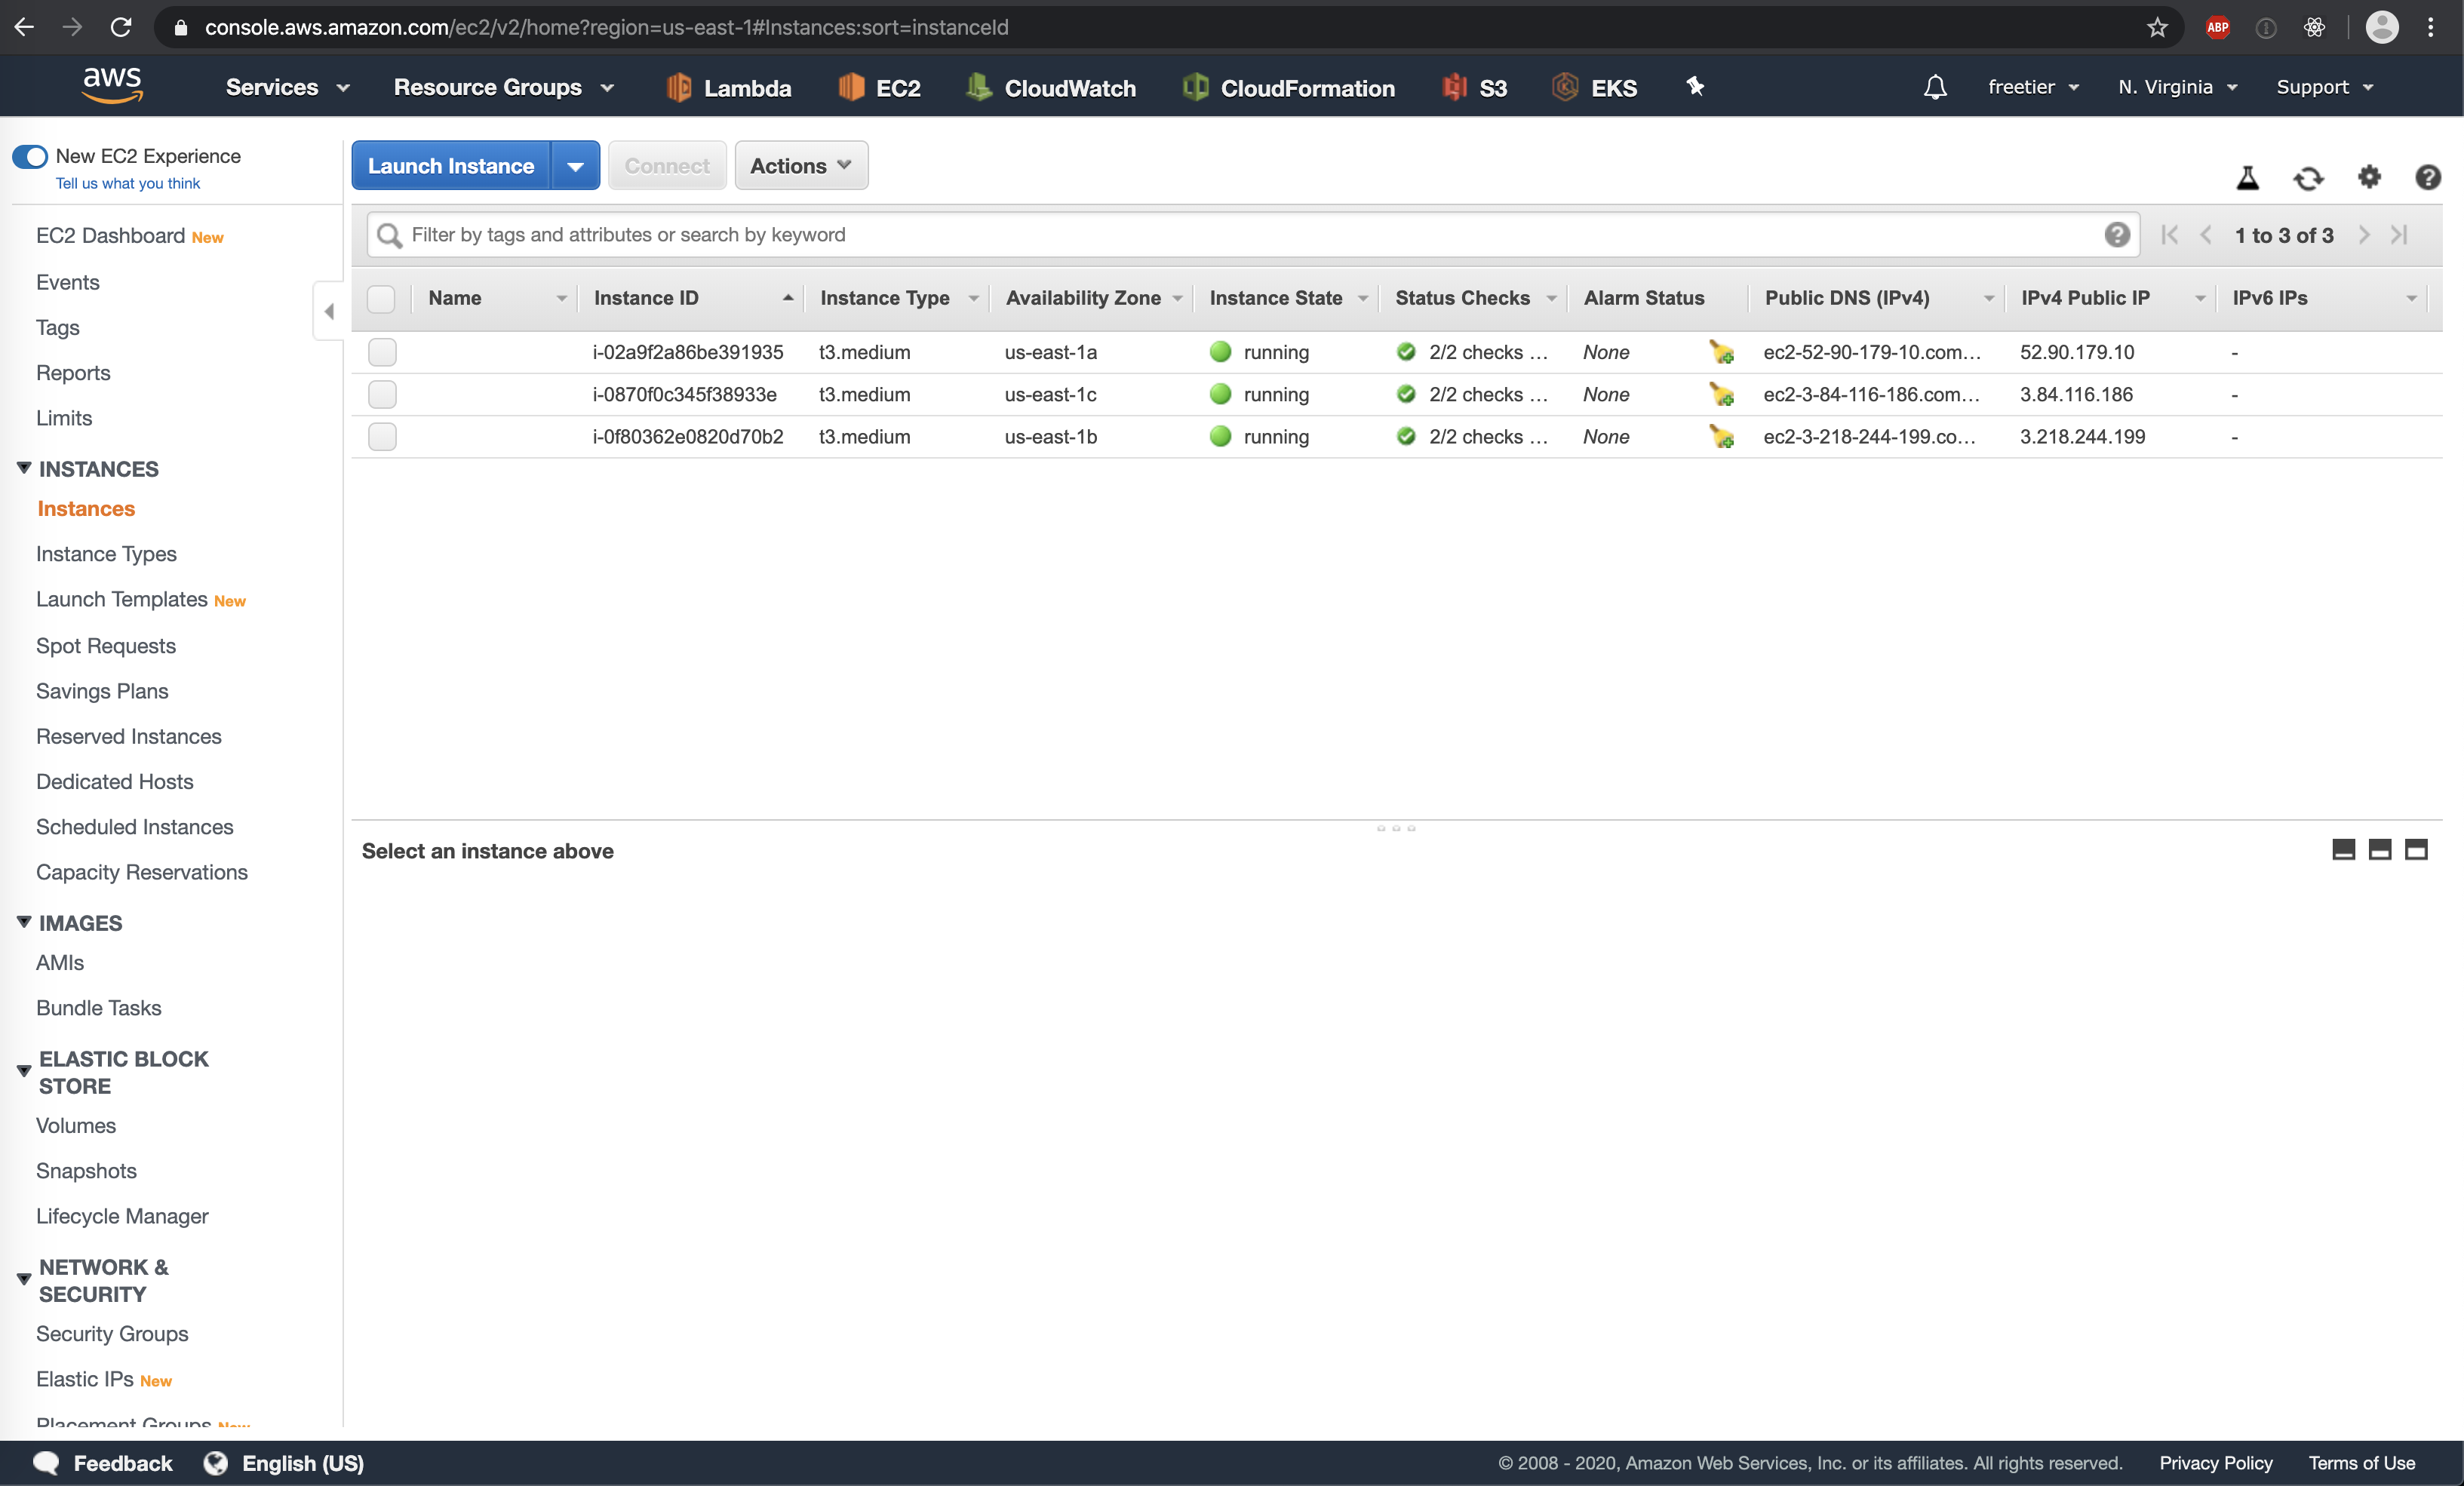 console.aws.amazon.com/ec2/v2/home?region=us-east-1#Instances:sort=instanceId
ABP
aws Services Resource Groups Lambda EC2 CloudWatch CloudFormation S3 EKS freetier N. Virginia Support
New EC2 Experience
Tell us what you think
EC2 Dashboard New
Events
Tags
Reports
Limits
INSTANCES
Instances
Instance Types
Launch Templates New
Spot Requests
Savings Plans
Reserved Instances
Dedicated Hosts
Scheduled Instances
Capacity Reservations
IMAGES
AMIs
Bundle Tasks
ELASTIC BLOCK
STORE
Volumes
Snapshots
Lifecycle Manager
NETWORK &
SECURITY
Security Groups
Elastic IPs New
Placement Groups New
Launch Instance Connect Actions
Filter by tags and attributes or search by keyword
1 to 3 of 3
Name Instance ID Instance Type Availability Zone Instance State Status Checks Alarm Status Public DNS (IPv4) IPv4 Public IP IPv6 IPs
i-02a9f2a86be391935 t3.medium us-east-1a running 2/2 checks ... None ec2-52-90-179-10.com... 52.90.179.10 -
i-0870f0c345f38933e t3.medium us-east-1c running 2/2 checks ... None ec2-3-84-116-186.com... 3.84.116.186 -
i-0f80362e0820d70b2 t3.medium us-east-1b running 2/2 checks ... None ec2-3-218-244-199.co... 3.218.244.199 -
Select an instance above
Feedback English (US)
© 2008 - 2020, Amazon Web Services, Inc. or its affiliates. All rights reserved. Privacy Policy Terms of Use